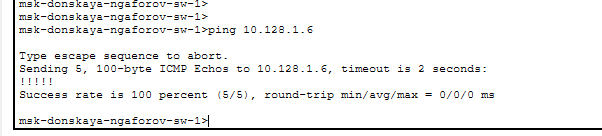 msk-donskaya-ngaforov-sw-1>
msk-donskaya-ngaforov-sw-1>
msk-donskaya-ngaforov-sw-1>ping 10.128.1.6
Type escape sequence to abort.
Sending 5, 100-byte ICMP Echos to 10.128.1.6, timeout is 2 seconds:
!!!!!
Success rate is 100 percent (5/5), round-trip min/avg/max = 0/0/0 ms
msk-donskaya-ngaforov-sw-1>